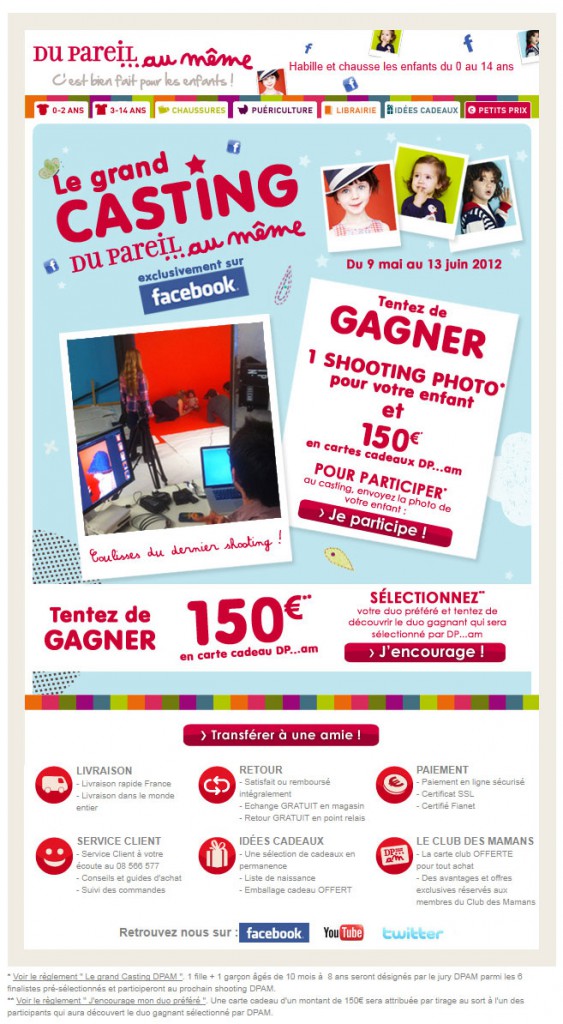 DU PAREIL...au même
C'est bien fait pour les enfants !
Habille et chausse les enfants du 0 au 14 ans
0-2 ANS
3-14 ANS
CHAUSSURES
PUÉRICULTURE
LIBRAIRIE
IDÉES CADEAUX
PETITS PRIX
Le grand
CASTING
DU PAREIL...au même
exclusivement sur
facebook
Du 9 mai au 13 juin 2012
Tentez de
GAGNER
1 SHOOTING PHOTO*
pour votre enfant
et
150€*
en cartes cadeaux DP...am
POUR PARTICIPER*
au casting, envoyez la photo de
votre enfant :
› Je participe !
Coulisses du dernier shooting !
Tentez de
GAGNER
150€**
en carte cadeau DP...am
SÉLECTIONNEZ**
votre duo préféré et tentez de
découvrir le duo gagnant qui sera
sélectionné par DP...am
› J'encourage !
› Transférer à une amie !
LIVRAISON
- Livraison rapide France
- Livraison dans le monde
entier
RETOUR
- Satisfait ou remboursé
intégralement
- Echange GRATUIT en magasin
- Retour GRATUIT en point relais
PAIEMENT
- Paiement en ligne sécurisé
- Certificat SSL
- Certifié Fianet
SERVICE CLIENT
- Service Client à votre
écoute au 08 566 577
- Conseils et guides d'achat
- Suivi des commandes
IDÉES CADEAUX
- Une sélection de cadeaux en
permanence
- Liste de naissance
- Emballage cadeau OFFERT
DP...am
LE CLUB DES MAMANS
- La carte club OFFERTE
pour tout achat
- Des avantages et offres
exclusives réservés aux
membres du Club des Mamans
Retrouvez nous sur :
facebook
YouTube
twitter
* Voir le règlement " Le grand Casting DPAM ". 1 fille + 1 garçon âgés de 10 mois à 8 ans seront désignés par le jury DPAM parmi les 6
finalistes pré-sélectionnés et participeront au prochain shooting DPAM.
** Voir le règlement " J'encourage mon duo préféré ". Une carte cadeau d'un montant de 150€ sera attribuée par tirage au sort à l'un des
participants qui aura découvert le duo gagnant sélectionné par DPAM.